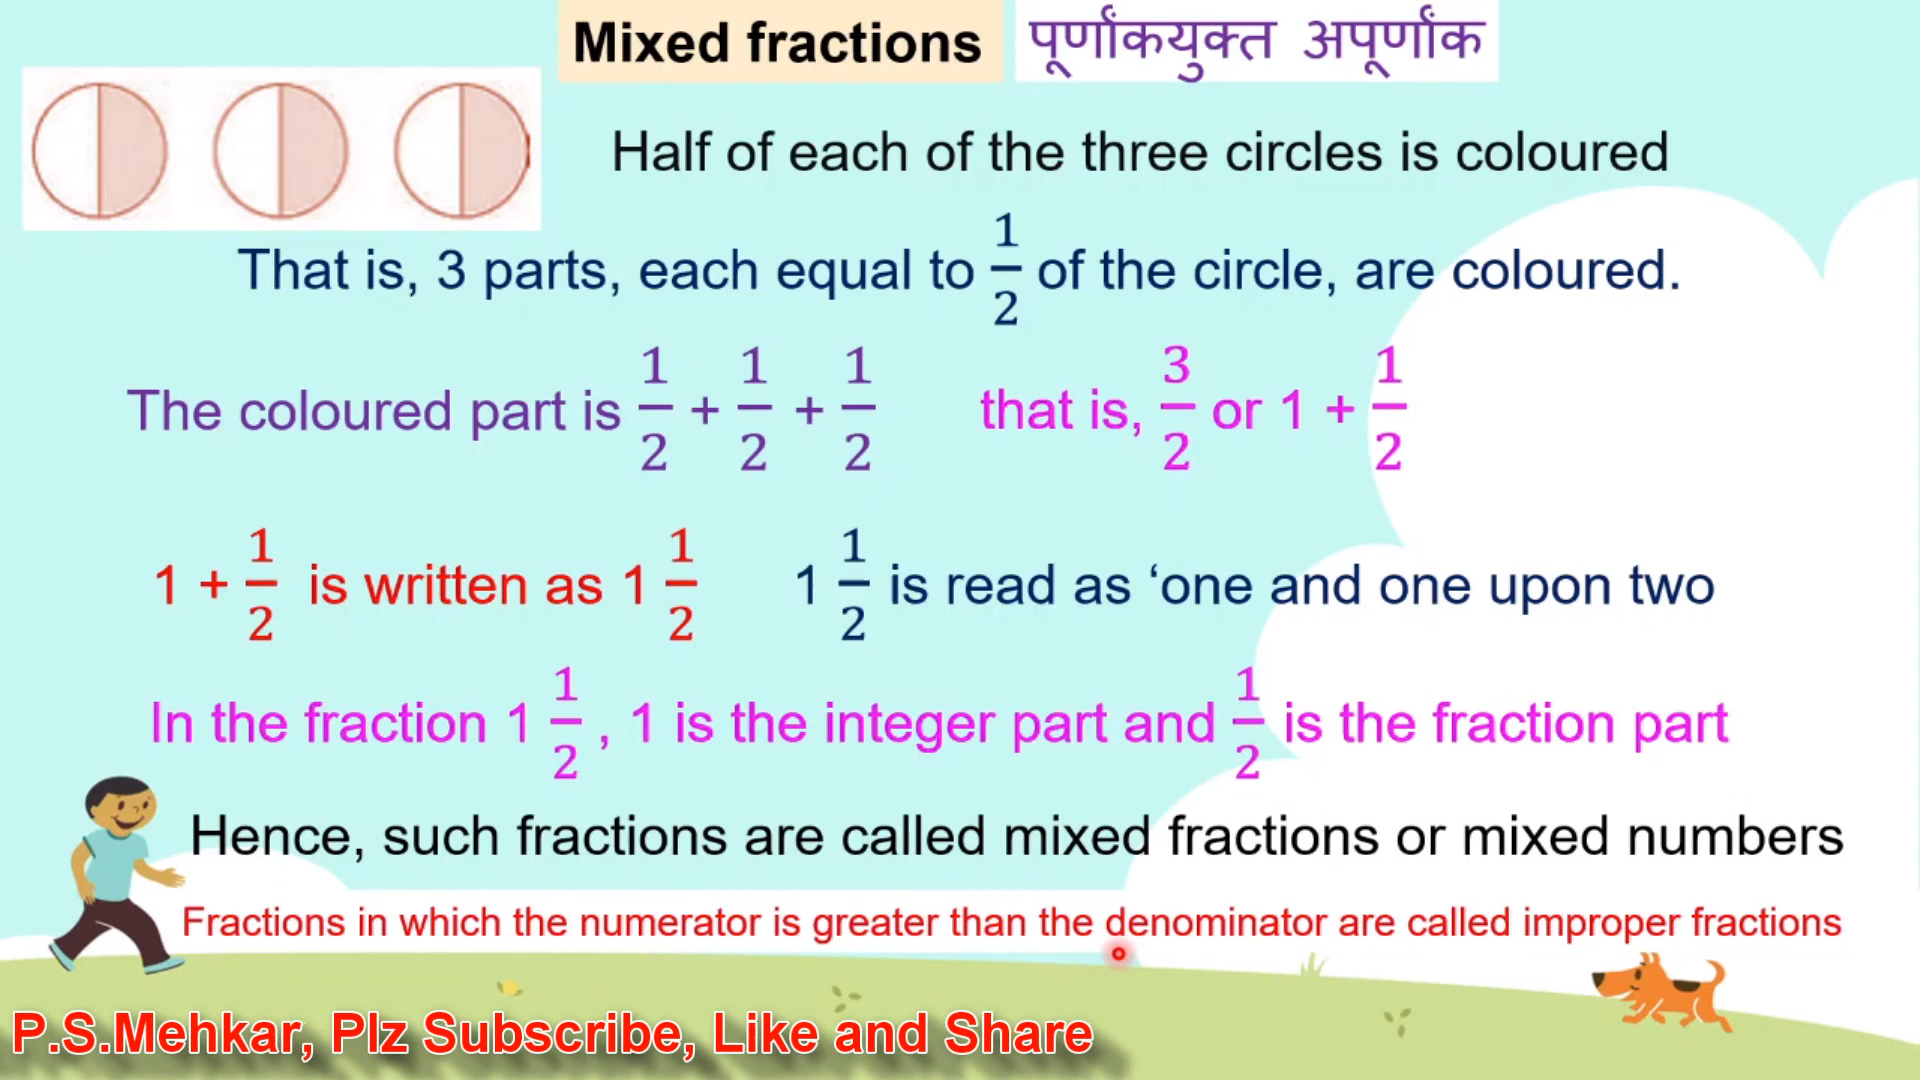 Mixed fractions पूर्णांकयुक्त अपूर्णांक
Half of each of the three circles is coloured
That is, 3 parts, each equal to 1/2 of the circle, are coloured.
The coloured part is 1/2 + 1/2 + 1/2 that is, 3/2 or 1 + 1/2
1 + 1/2 is written as 1 1/2 1 1/2 is read as ‘one and one upon two
In the fraction 1 1/2 , 1 is the integer part and 1/2 is the fraction part
Hence, such fractions are called mixed fractions or mixed numbers
Fractions in which the numerator is greater than the denominator are called improper fractions
P.S.Mehkar, Plz Subscribe, Like and Share